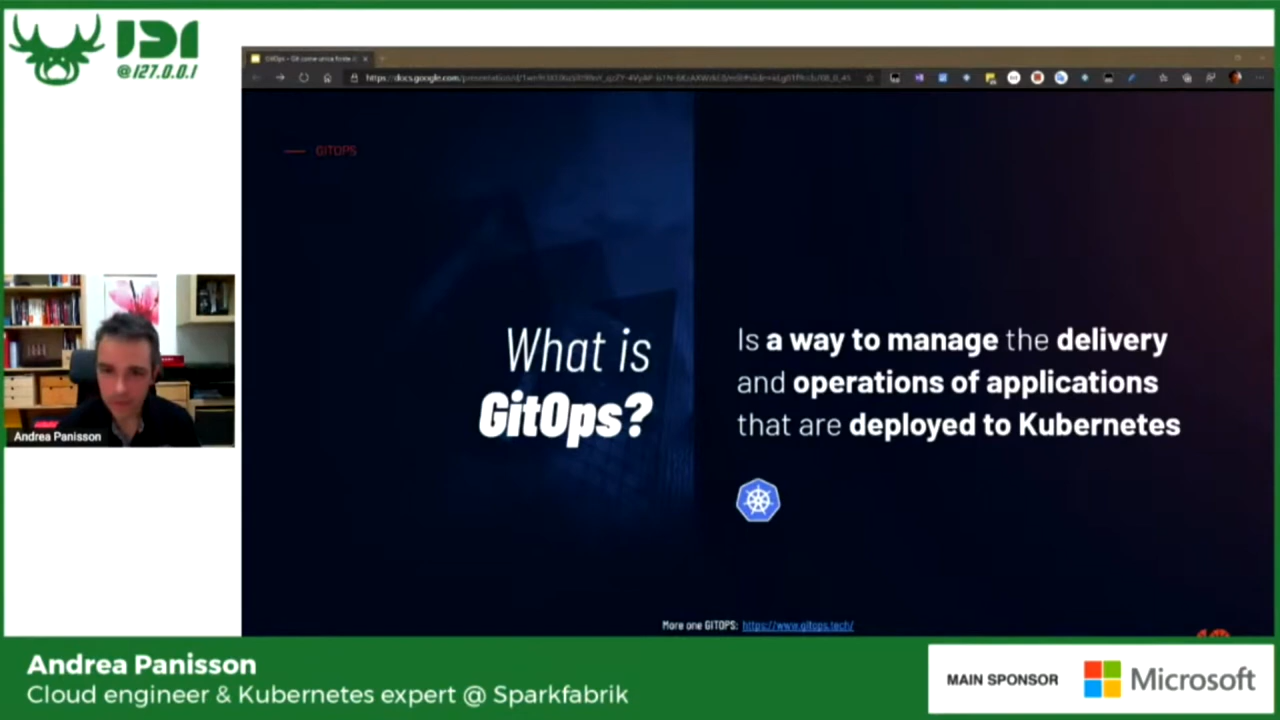 IDI
@127.0.0.1
GITOPS
What is
GitOps?
Is a way to manage the delivery
and operations of applications
that are deployed to Kubernetes
More one GITOPS: https://www.gitops.tech/
Andrea Panisson
Andrea Panisson
Cloud engineer & Kubernetes expert @ Sparkfabrik
MAIN SPONSOR
Microsoft